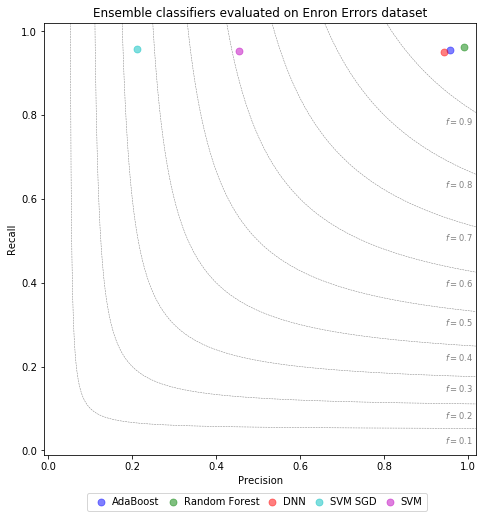 Ensemble classifiers evaluated on Enron Errors dataset
1.0
0.8
0.6
0.4
0.2
0.0
Recall
f = 0.9
f = 0.8
f = 0.7
f = 0.6
f = 0.5
f = 0.4
f = 0.3
f = 0.2
f = 0.1
0.0 0.2 0.4 0.6 0.8 1.0
Precision
AdaBoost Random Forest DNN SVM SGD SVM